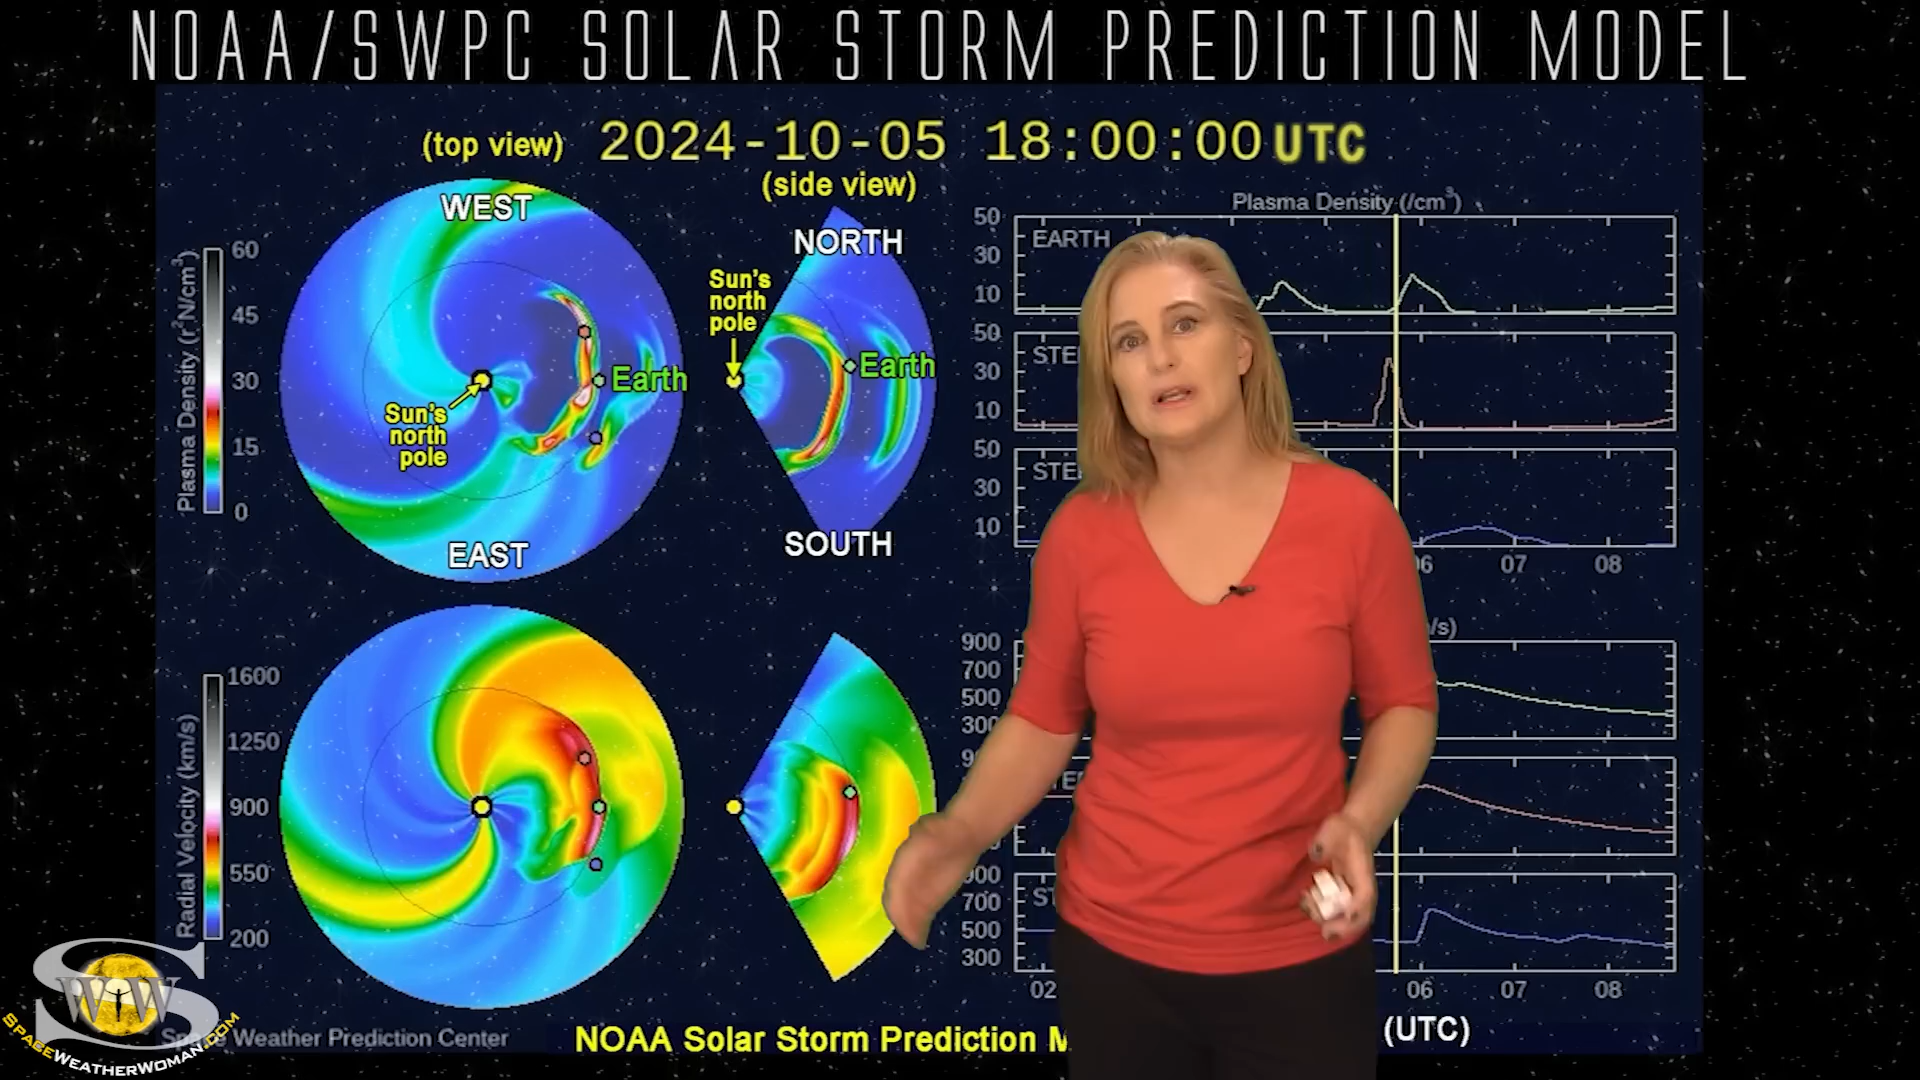 NOAA/SWPC SOLAR STORM PREDICTION MODEL
(top view) 2024-10-05 18:00:00 UTC
(side view)
WEST
NORTH
Sun's
north
pole
Earth
Earth
Sun's
north
pole
EAST
SOUTH
Plasma Density (r²N/cm³)
60
45
30
15
0
Plasma Density (/cm³)
EARTH
50
30
10
50
30
10
STE
50
30
10
STE
06 07 08
Radial Velocity (km/s)
1600
1250
900
550
200
/s)
900
700
500
300
900
700
500
300
02 06 07 08
(UTC)
Space Weather Prediction Center
NOAA Solar Storm Prediction M
S
WW
SPACEWEATHERWOMAN.COM